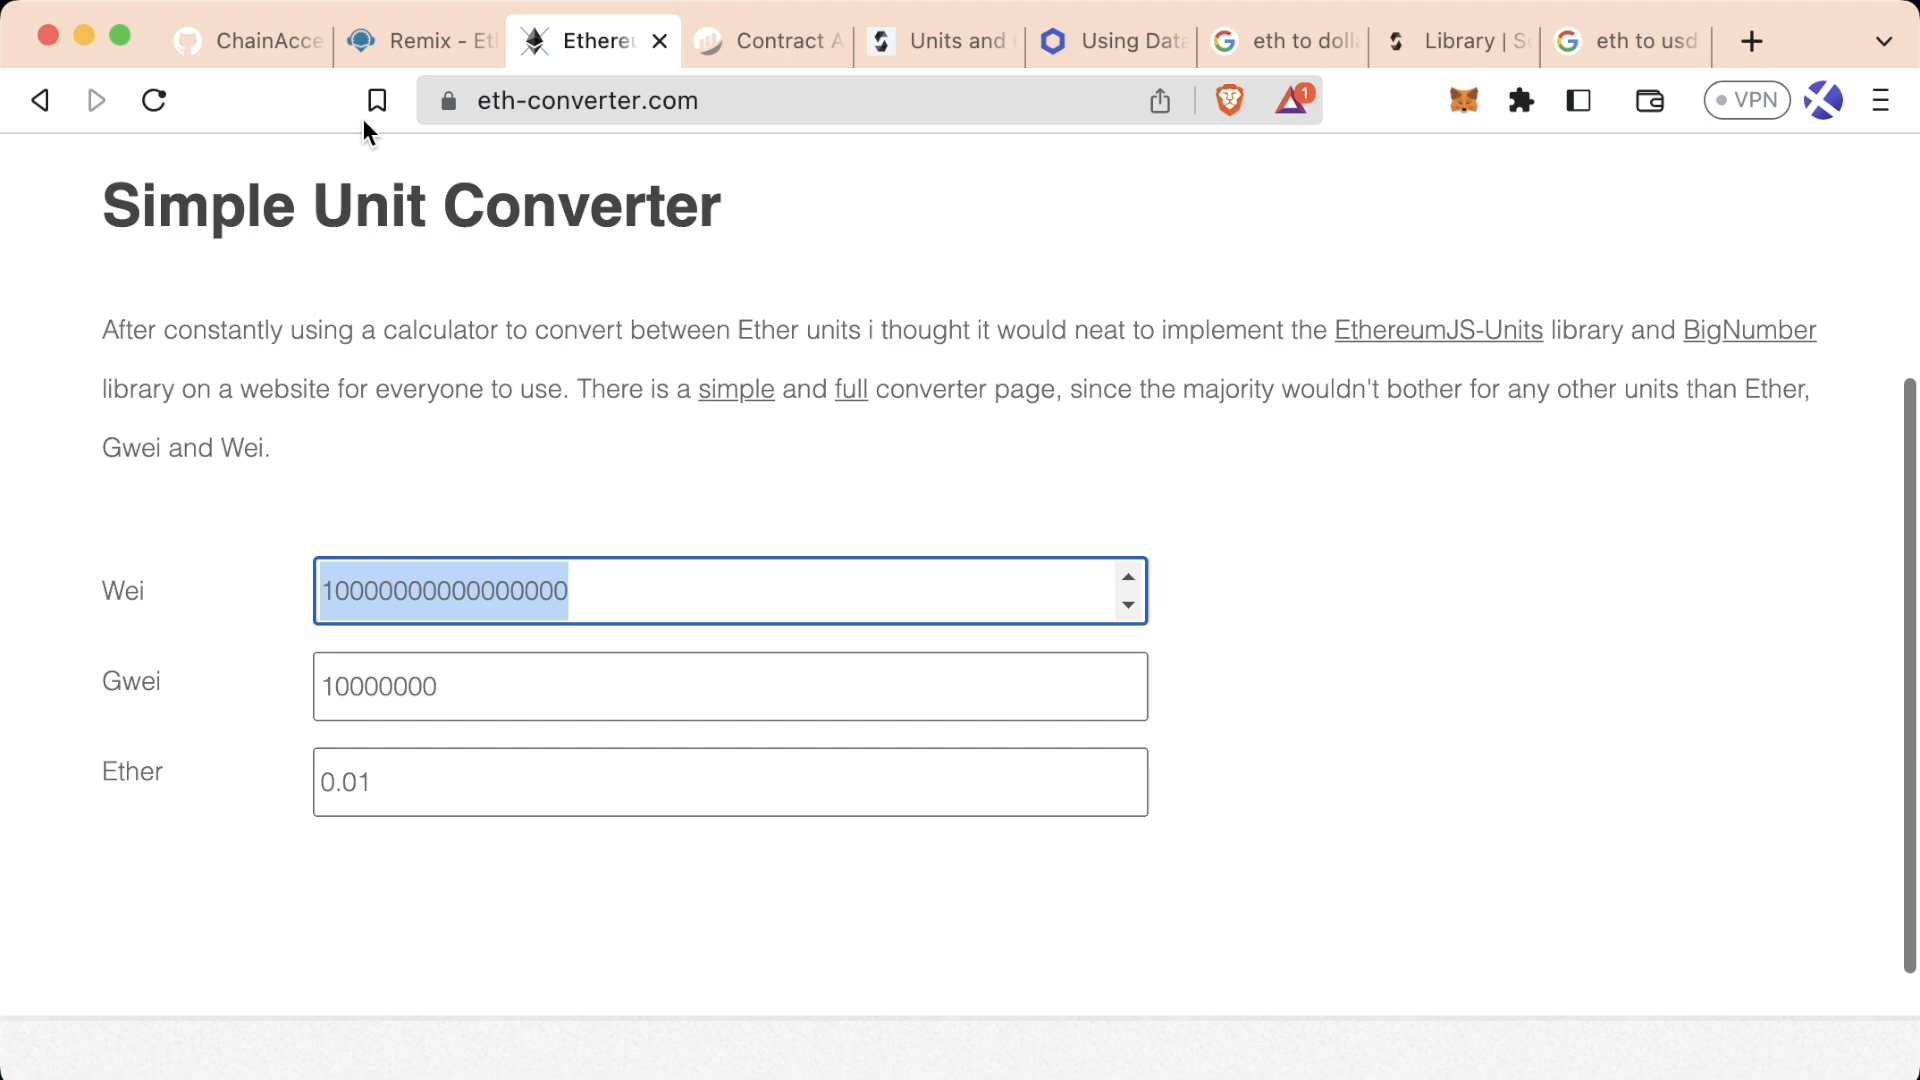 ChainAcce
Remix - Et
Ethereu
Contract A
Units and
Using Data
eth to dolla
Library | So
eth to usd
eth-converter.com
1
VPN
Simple Unit Converter
After constantly using a calculator to convert between Ether units i thought it would neat to implement the EthereumJS-Units library and BigNumber
library on a website for everyone to use. There is a simple and full converter page, since the majority wouldn't bother for any other units than Ether,
Gwei and Wei.
Wei
10000000000000000
Gwei
10000000
Ether
0.01